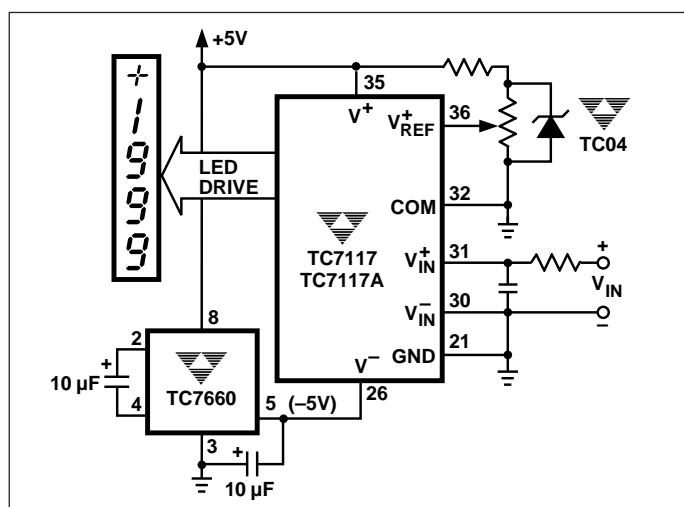 +5V
35
V+
36
V+REF
TC04
LED
DRIVE
+1999
32
COM
TC7117
TC7117A
31
V+IN
+
VIN
30
V–IN
–
8
21
GND
2
+
10 µF
4
TC7660
V–
26
5
(–5V)
3
+
10 µF